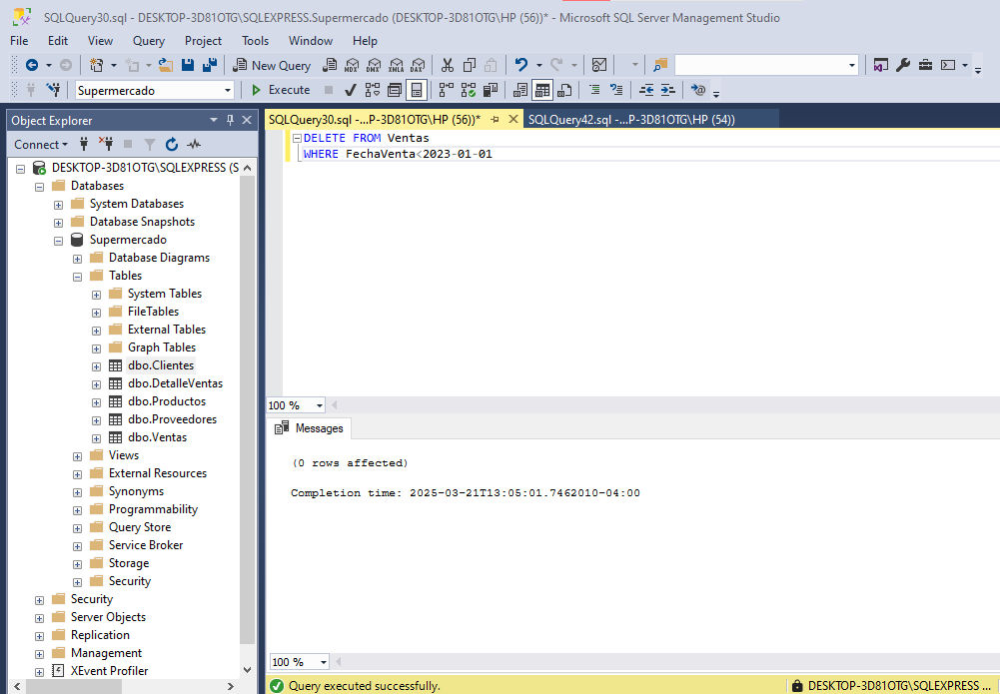 SQLQuery30.sql - DESKTOP-3D81OTG\SQLEXPRESS.Supermercado (DESKTOP-3D81OTG\HP (56))* - Microsoft SQL Server Management Studio
File Edit View Query Project Tools Window Help
New Query MDX DMX XMLA DAX
Supermercado Execute
Object Explorer
SQLQuery30.sql -...P-3D81OTG\HP (56))* SQLQuery42.sql -...P-3D81OTG\HP (54))
Connect
DELETE FROM Ventas
WHERE FechaVenta<2023-01-01
DESKTOP-3D81OTG\SQLEXPRESS (S
Databases
System Databases
Database Snapshots
Supermercado
Database Diagrams
Tables
System Tables
FileTables
External Tables
Graph Tables
dbo.Clientes
dbo.DetalleVentas
dbo.Productos
dbo.Proveedores
dbo.Ventas
Views
External Resources
Synonyms
Programmability
Query Store
Service Broker
Storage
Security
Security
Server Objects
Replication
Management
XEvent Profiler
100 %
Messages
(0 rows affected)
Completion time: 2025-03-21T13:05:01.7462010-04:00
100 %
Query executed successfully. DESKTOP-3D81OTG\SQLEXPRESS ...